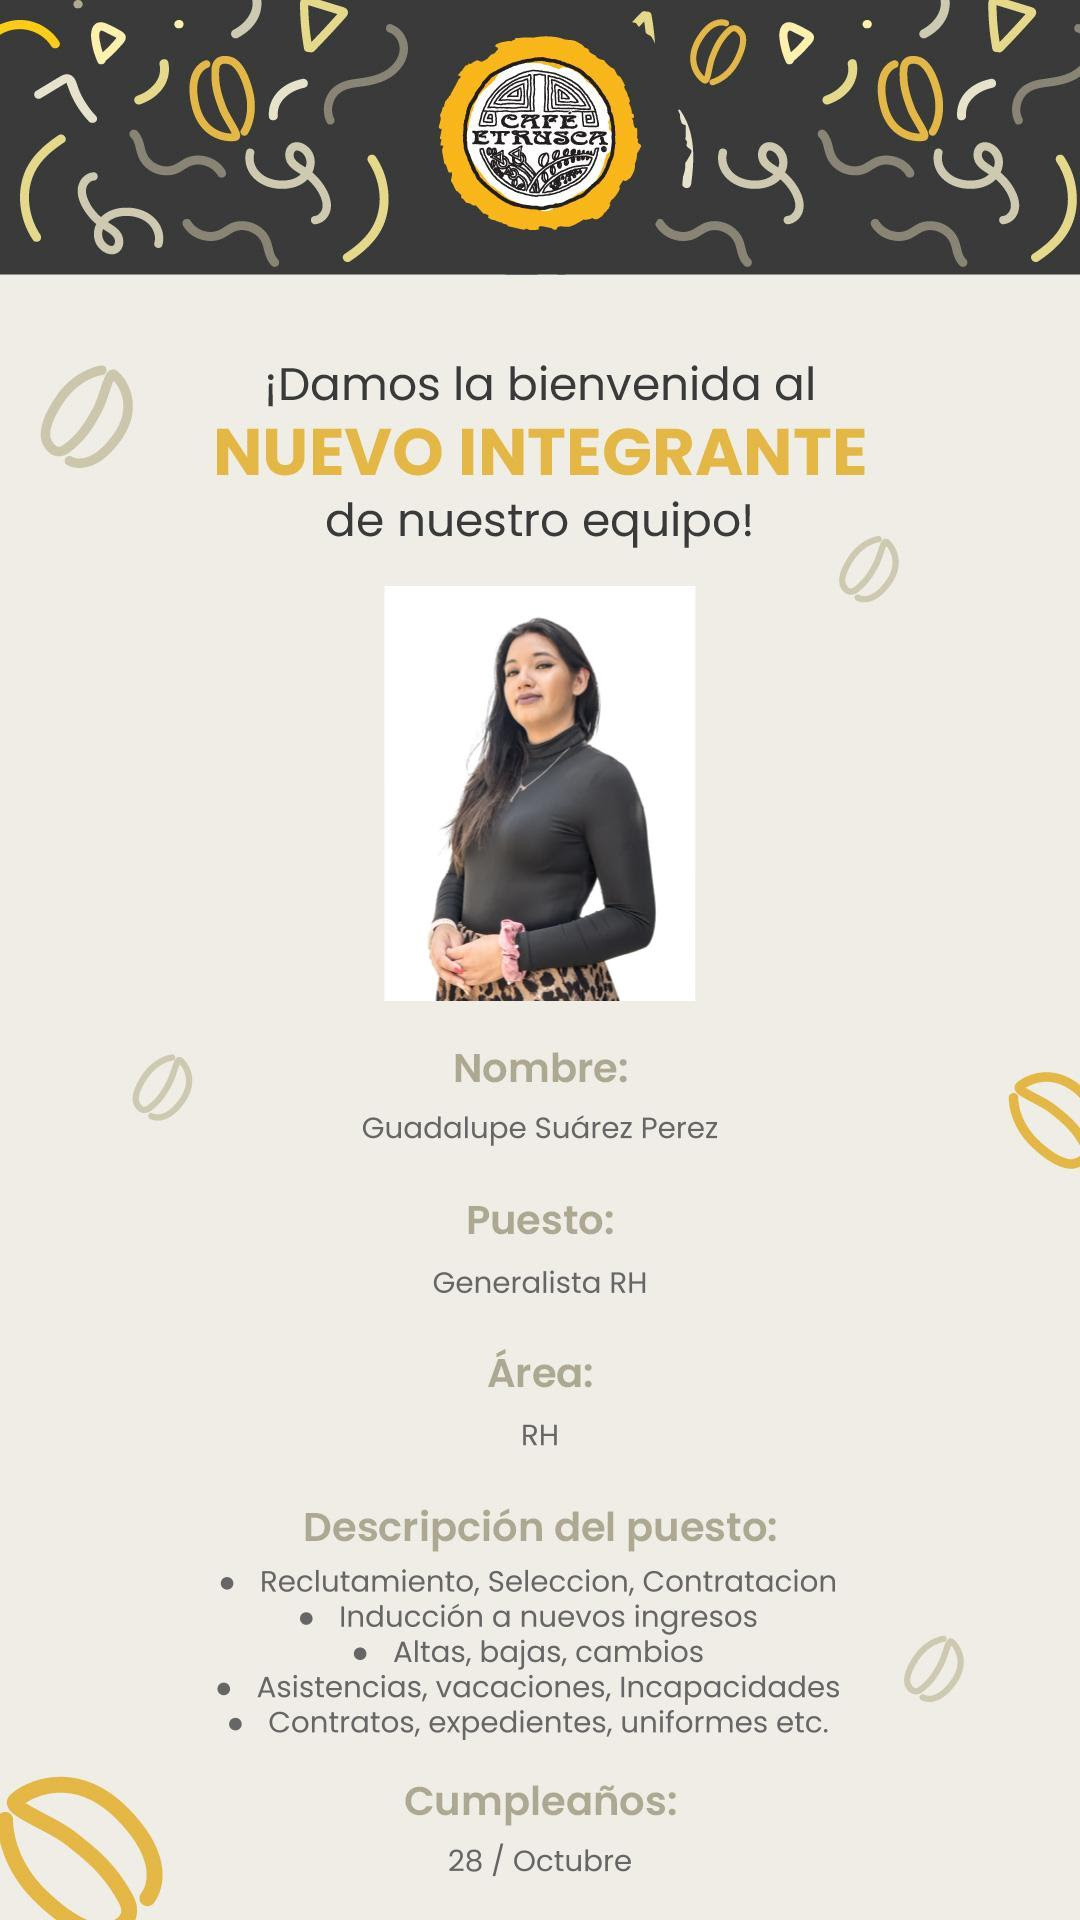 CAFÉ
ETRUSCA
¡Damos la bienvenida al
NUEVO INTEGRANTE
de nuestro equipo!
Nombre:
Guadalupe Suárez Perez
Puesto:
Generalista RH
Área:
RH
Descripción del puesto:
● Reclutamiento, Seleccion, Contratacion
● Inducción a nuevos ingresos
● Altas, bajas, cambios
● Asistencias, vacaciones, Incapacidades
● Contratos, expedientes, uniformes etc.
Cumpleaños:
28 / Octubre